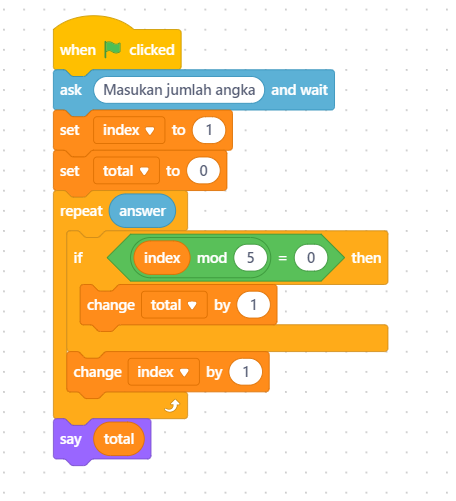 when clicked
ask Masukan jumlah angka and wait
set index to 1
set total to 0
repeat answer
if index mod 5 = 0 then
change total by 1
change index by 1
say total